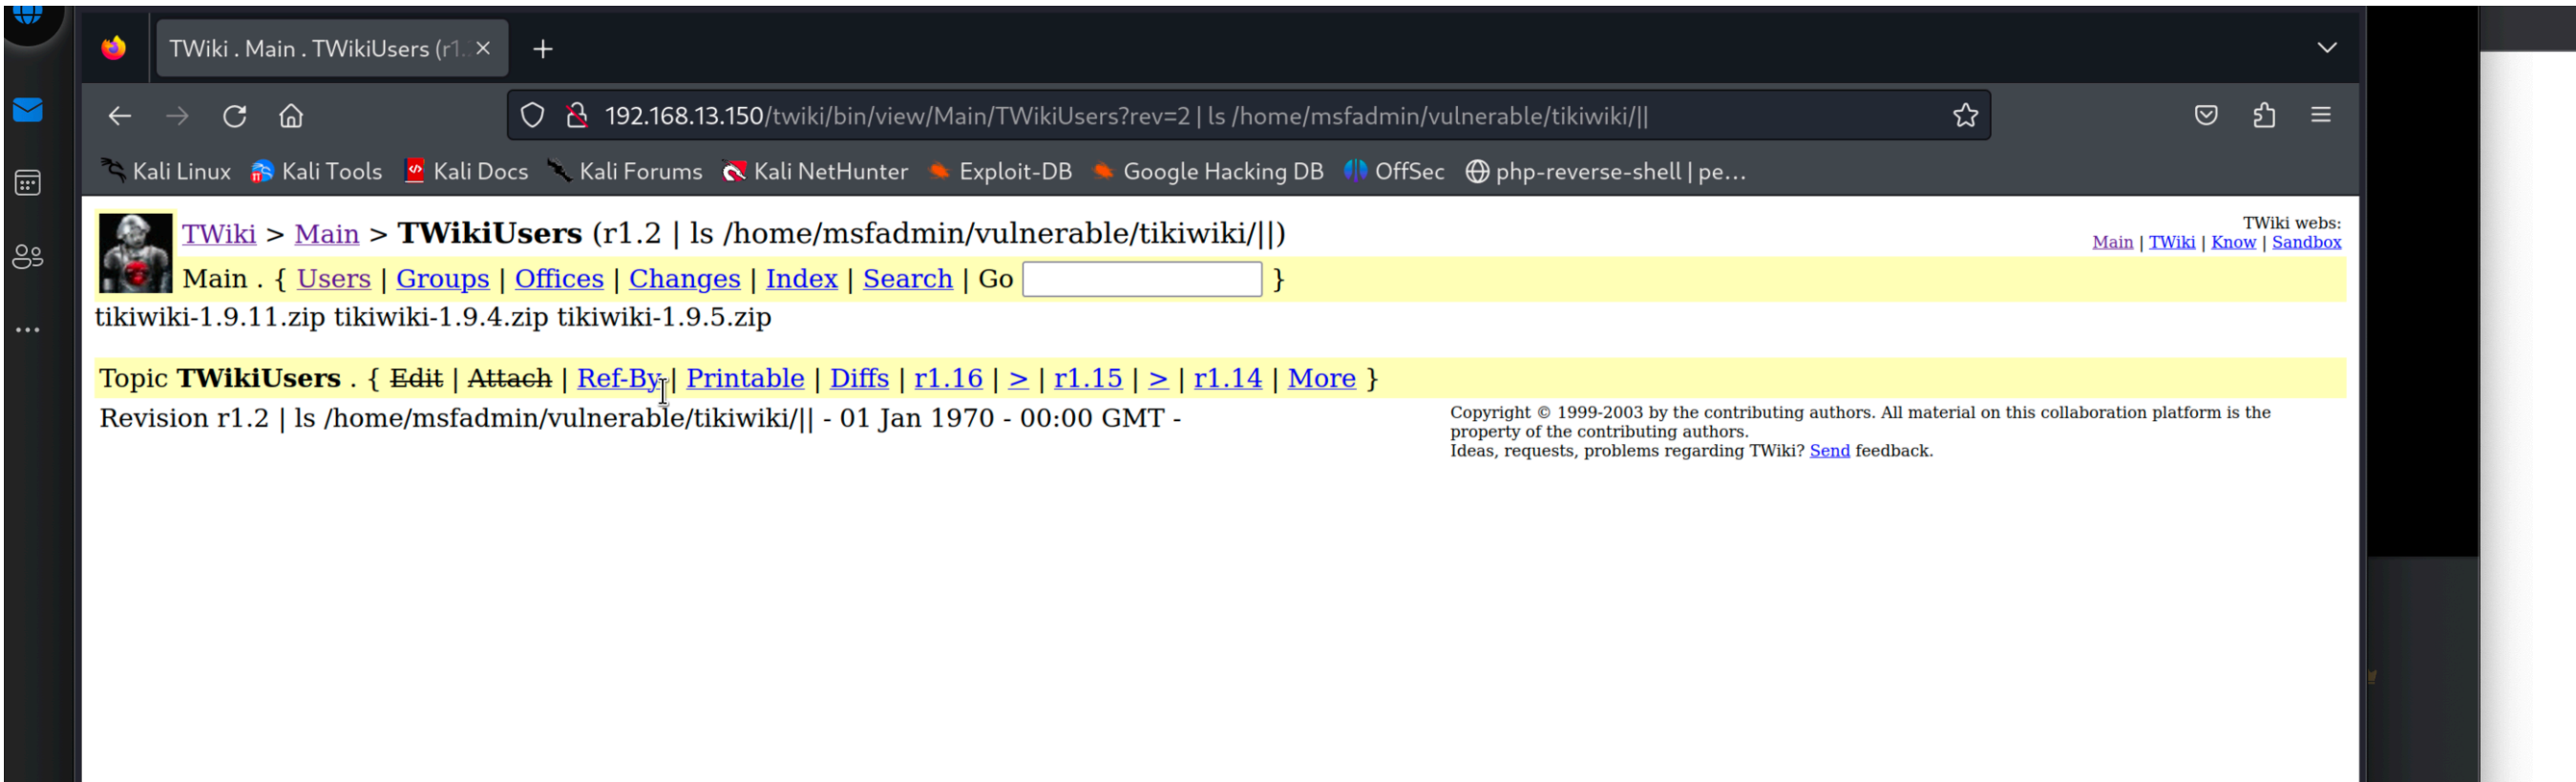 TWiki . Main . TWikiUsers (r1.
192.168.13.150/twiki/bin/view/Main/TWikiUsers?rev=2 | ls /home/msfadmin/vulnerable/tikiwiki/||
Kali Linux Kali Tools Kali Docs Kali Forums Kali NetHunter Exploit-DB Google Hacking DB OffSec php-reverse-shell | pe...
TWiki > Main > TWikiUsers (r1.2 | ls /home/msfadmin/vulnerable/tikiwiki/||)
TWiki webs:
Main | TWiki | Know | Sandbox
Main . { Users | Groups | Offices | Changes | Index | Search | Go }
tikiwiki-1.9.11.zip tikiwiki-1.9.4.zip tikiwiki-1.9.5.zip
Topic TWikiUsers . { Edit | Attach | Ref-By | Printable | Diffs | r1.16 | > | r1.15 | > | r1.14 | More }
Revision r1.2 | ls /home/msfadmin/vulnerable/tikiwiki/|| - 01 Jan 1970 - 00:00 GMT -
Copyright © 1999-2003 by the contributing authors. All material on this collaboration platform is the
property of the contributing authors.
Ideas, requests, problems regarding TWiki? Send feedback.